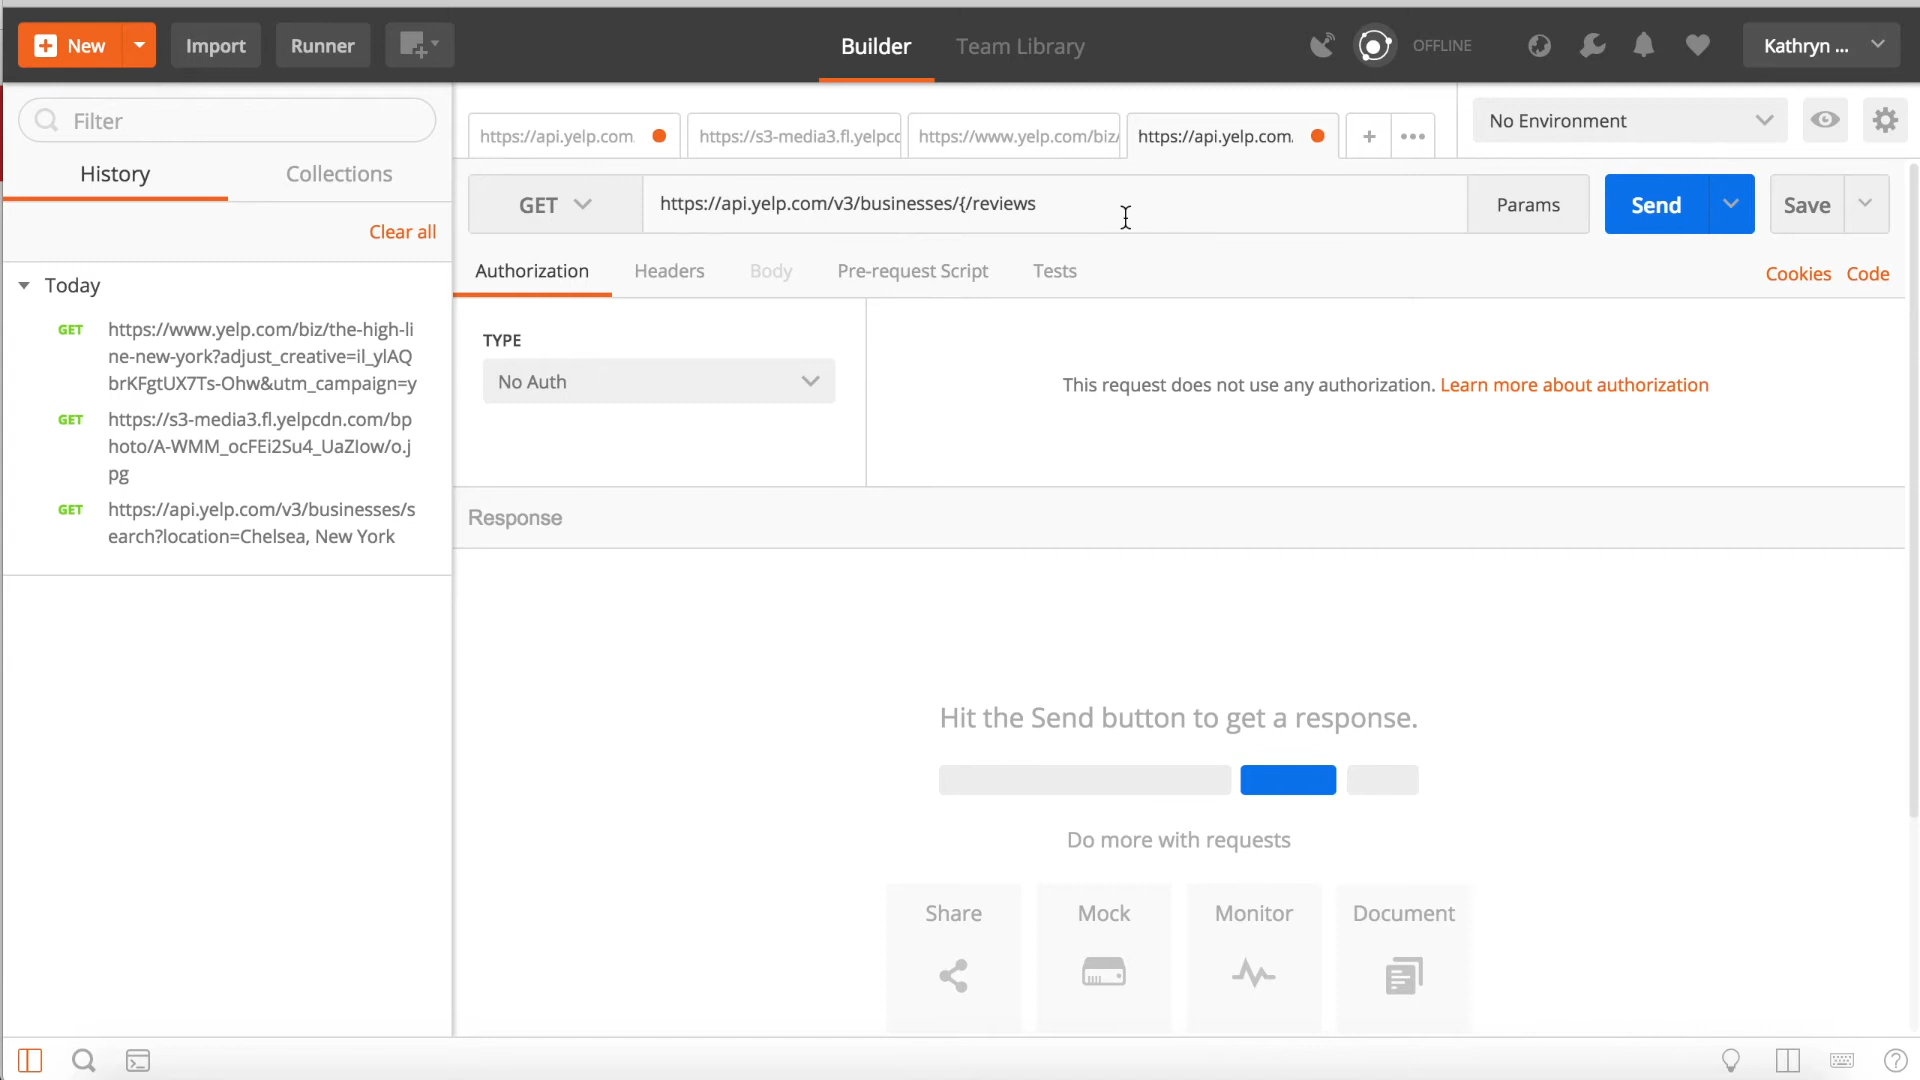 New
Import
Runner
Builder
Team Library
OFFLINE
Kathryn ...
Filter
History
Collections
Clear all
Today
GET https://www.yelp.com/biz/the-high-li
ne-new-york?adjust_creative=il_ylAQ
brKFgtUX7Ts-Ohw&utm_campaign=y
GET https://s3-media3.fl.yelpcdn.com/bp
hoto/A-WMM_ocFEi2Su4_UaZlow/o.j
pg
GET https://api.yelp.com/v3/businesses/s
earch?location=Chelsea, New York
https://api.yelp.com.
https://s3-media3.fl.yelpcd
https://www.yelp.com/biz/
https://api.yelp.com.
+
No Environment
GET
https://api.yelp.com/v3/businesses/{/reviews
Params
Send
Save
Authorization
Headers
Body
Pre-request Script
Tests
Cookies
Code
TYPE
No Auth
This request does not use any authorization. Learn more about authorization
Response
Hit the Send button to get a response.
Do more with requests
Share
Mock
Monitor
Document